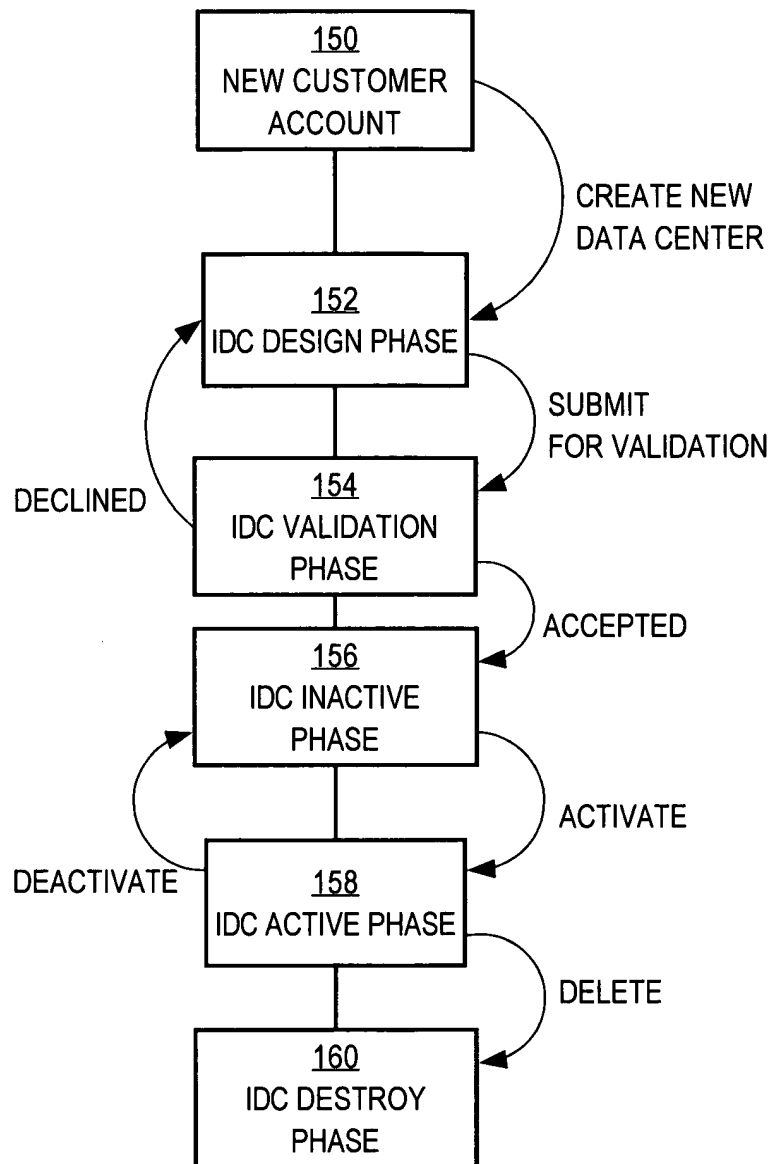 150
NEW CUSTOMER
ACCOUNT
CREATE NEW
DATA CENTER
152
IDC DESIGN PHASE
SUBMIT
FOR VALIDATION
DECLINED
154
IDC VALIDATION
PHASE
ACCEPTED
156
IDC INACTIVE
PHASE
ACTIVATE
DEACTIVATE
158
IDC ACTIVE PHASE
DELETE
160
IDC DESTROY
PHASE